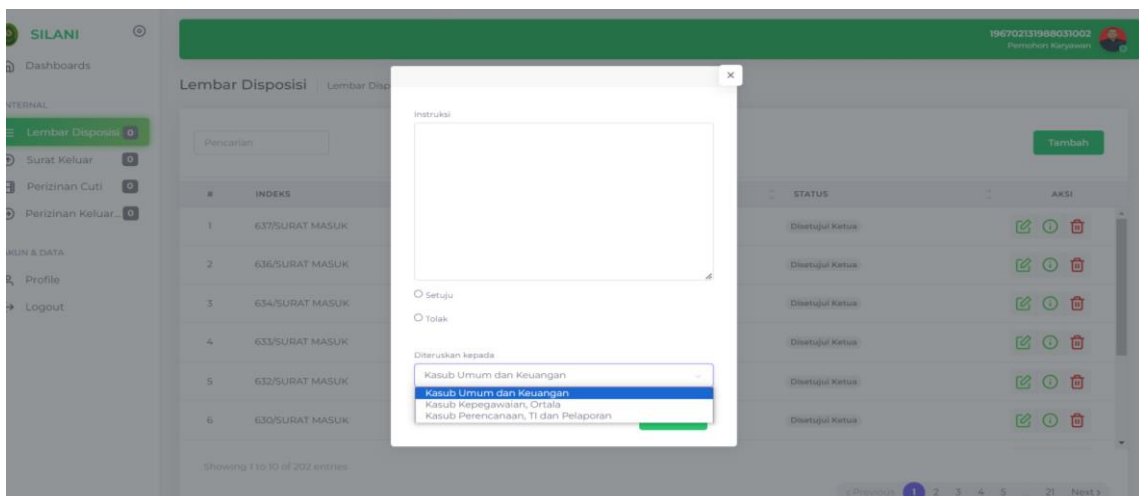 SILANI
196702131988031002
Pemohon Karyawan
Dashboards
Lembar Disposisi
Lembar Disp
×
NTERNAL
Instruksi
Lembar Disposisi 0
Pencarian
Tambah
Surat Keluar 0
Perizinan Cuti 0
# INDEKS STATUS AKSI
Perizinan Keluar... 0
1 637/SURAT MASUK Disetujui Ketua
AKUN & DATA
2 636/SURAT MASUK Disetujui Ketua
Profile
Logout
3 634/SURAT MASUK Disetujui Ketua
Setuju
Tolak
4 633/SURAT MASUK Disetujui Ketua
Diteruskan kepada
Kasub Umum dan Keuangan
5 632/SURAT MASUK Disetujui Ketua
Kasub Umum dan Keuangan
Kasub Kepegawaian, Ortala
Kasub Perencanaan, TI dan Pelaporan
6 630/SURAT MASUK Disetujui Ketua
Showing 1 to 10 of 202 entries
‹ Previous 1 2 3 4 5 ... 21 Next ›